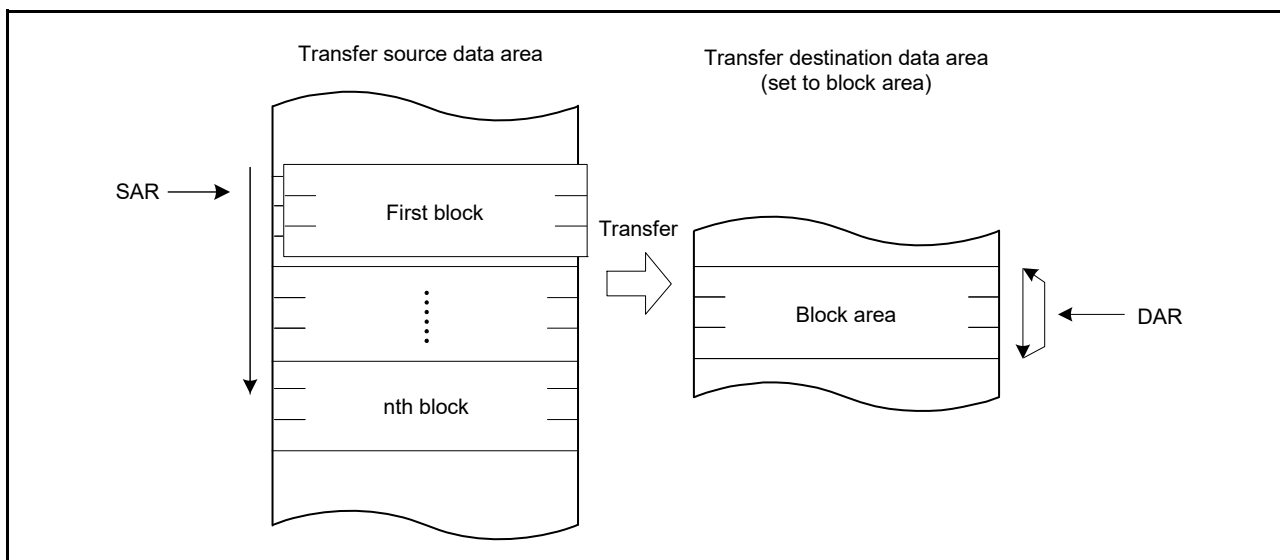 Transfer source data area
Transfer destination data area
(set to block area)
SAR
First block
Transfer
Block area
DAR
nth block